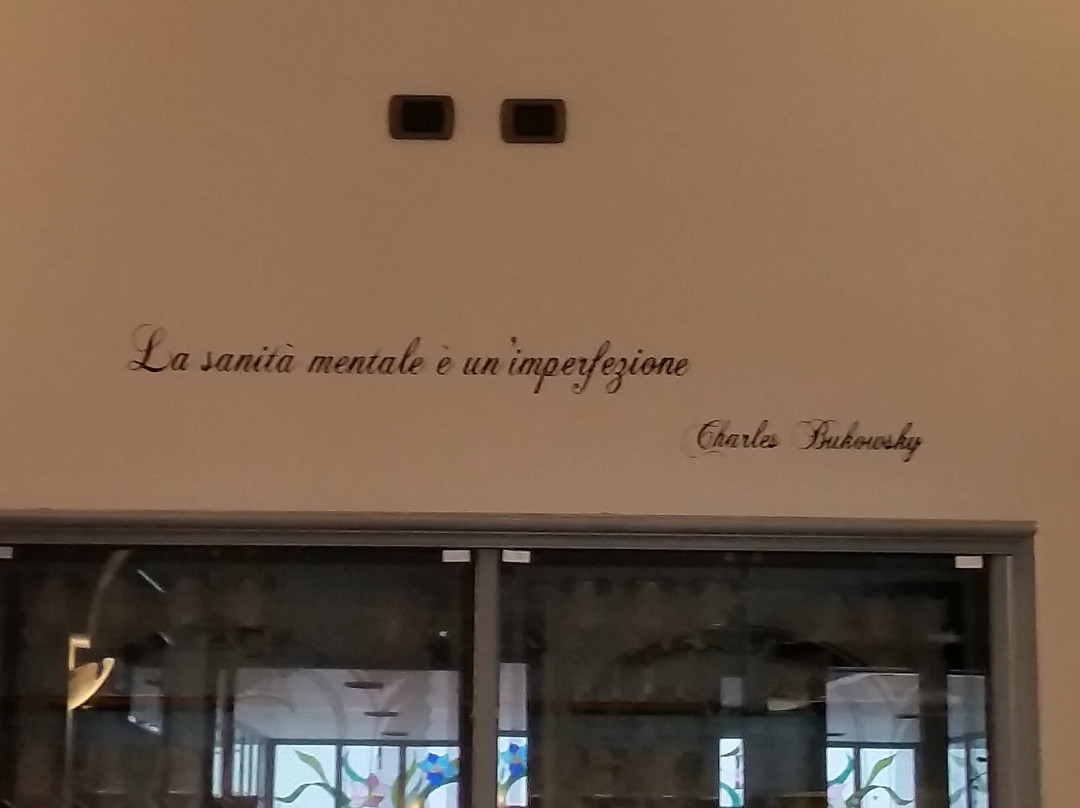 La sanità mentale è un'imperfezione
Charles Bukowsky